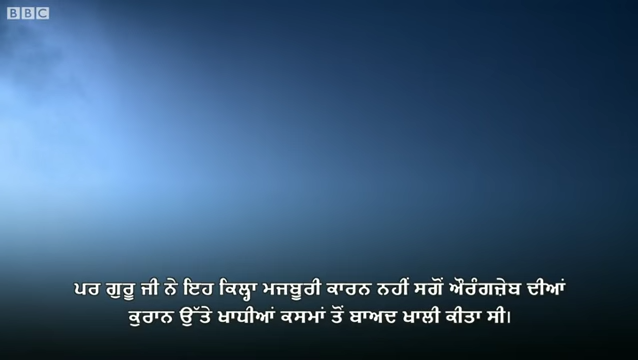 BBC
ਪਰ ਗੁਰੂ ਜੀ ਨੇ ਇਹ ਕਿਲ੍ਹਾ ਮਜਬੂਰੀ ਕਾਰਨ ਨਹੀਂ ਸਗੋਂ ਔਰੰਗਜ਼ੇਬ ਦੀਆਂ
ਕੁਰਾਨ ਉੱਤੇ ਖਾਧੀਆਂ ਕਸਮਾਂ ਤੋਂ ਬਾਅਦ ਖਾਲੀ ਕੀਤਾ ਸੀ।